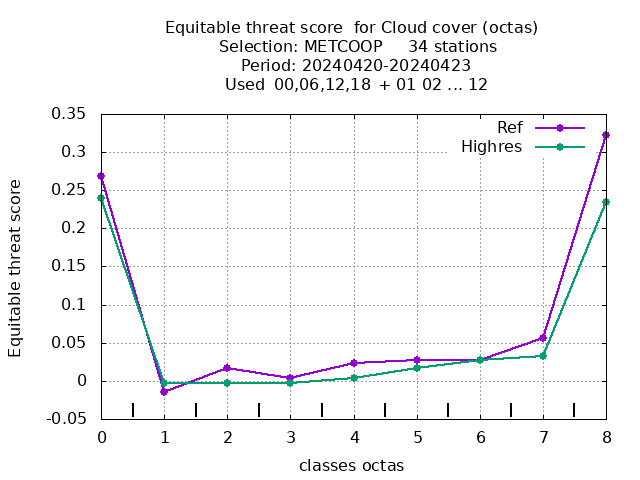 Equitable threat score for Cloud cover (octas)
Selection: METCOOP 34 stations
Period: 20240420-20240423
Used 00,06,12,18 + 01 02 ... 12
Equitable threat score
0.35
0.3
0.25
0.2
0.15
0.1
0.05
0
-0.05
Ref
Highres
0 1 2 3 4 5 6 7 8
classes octas